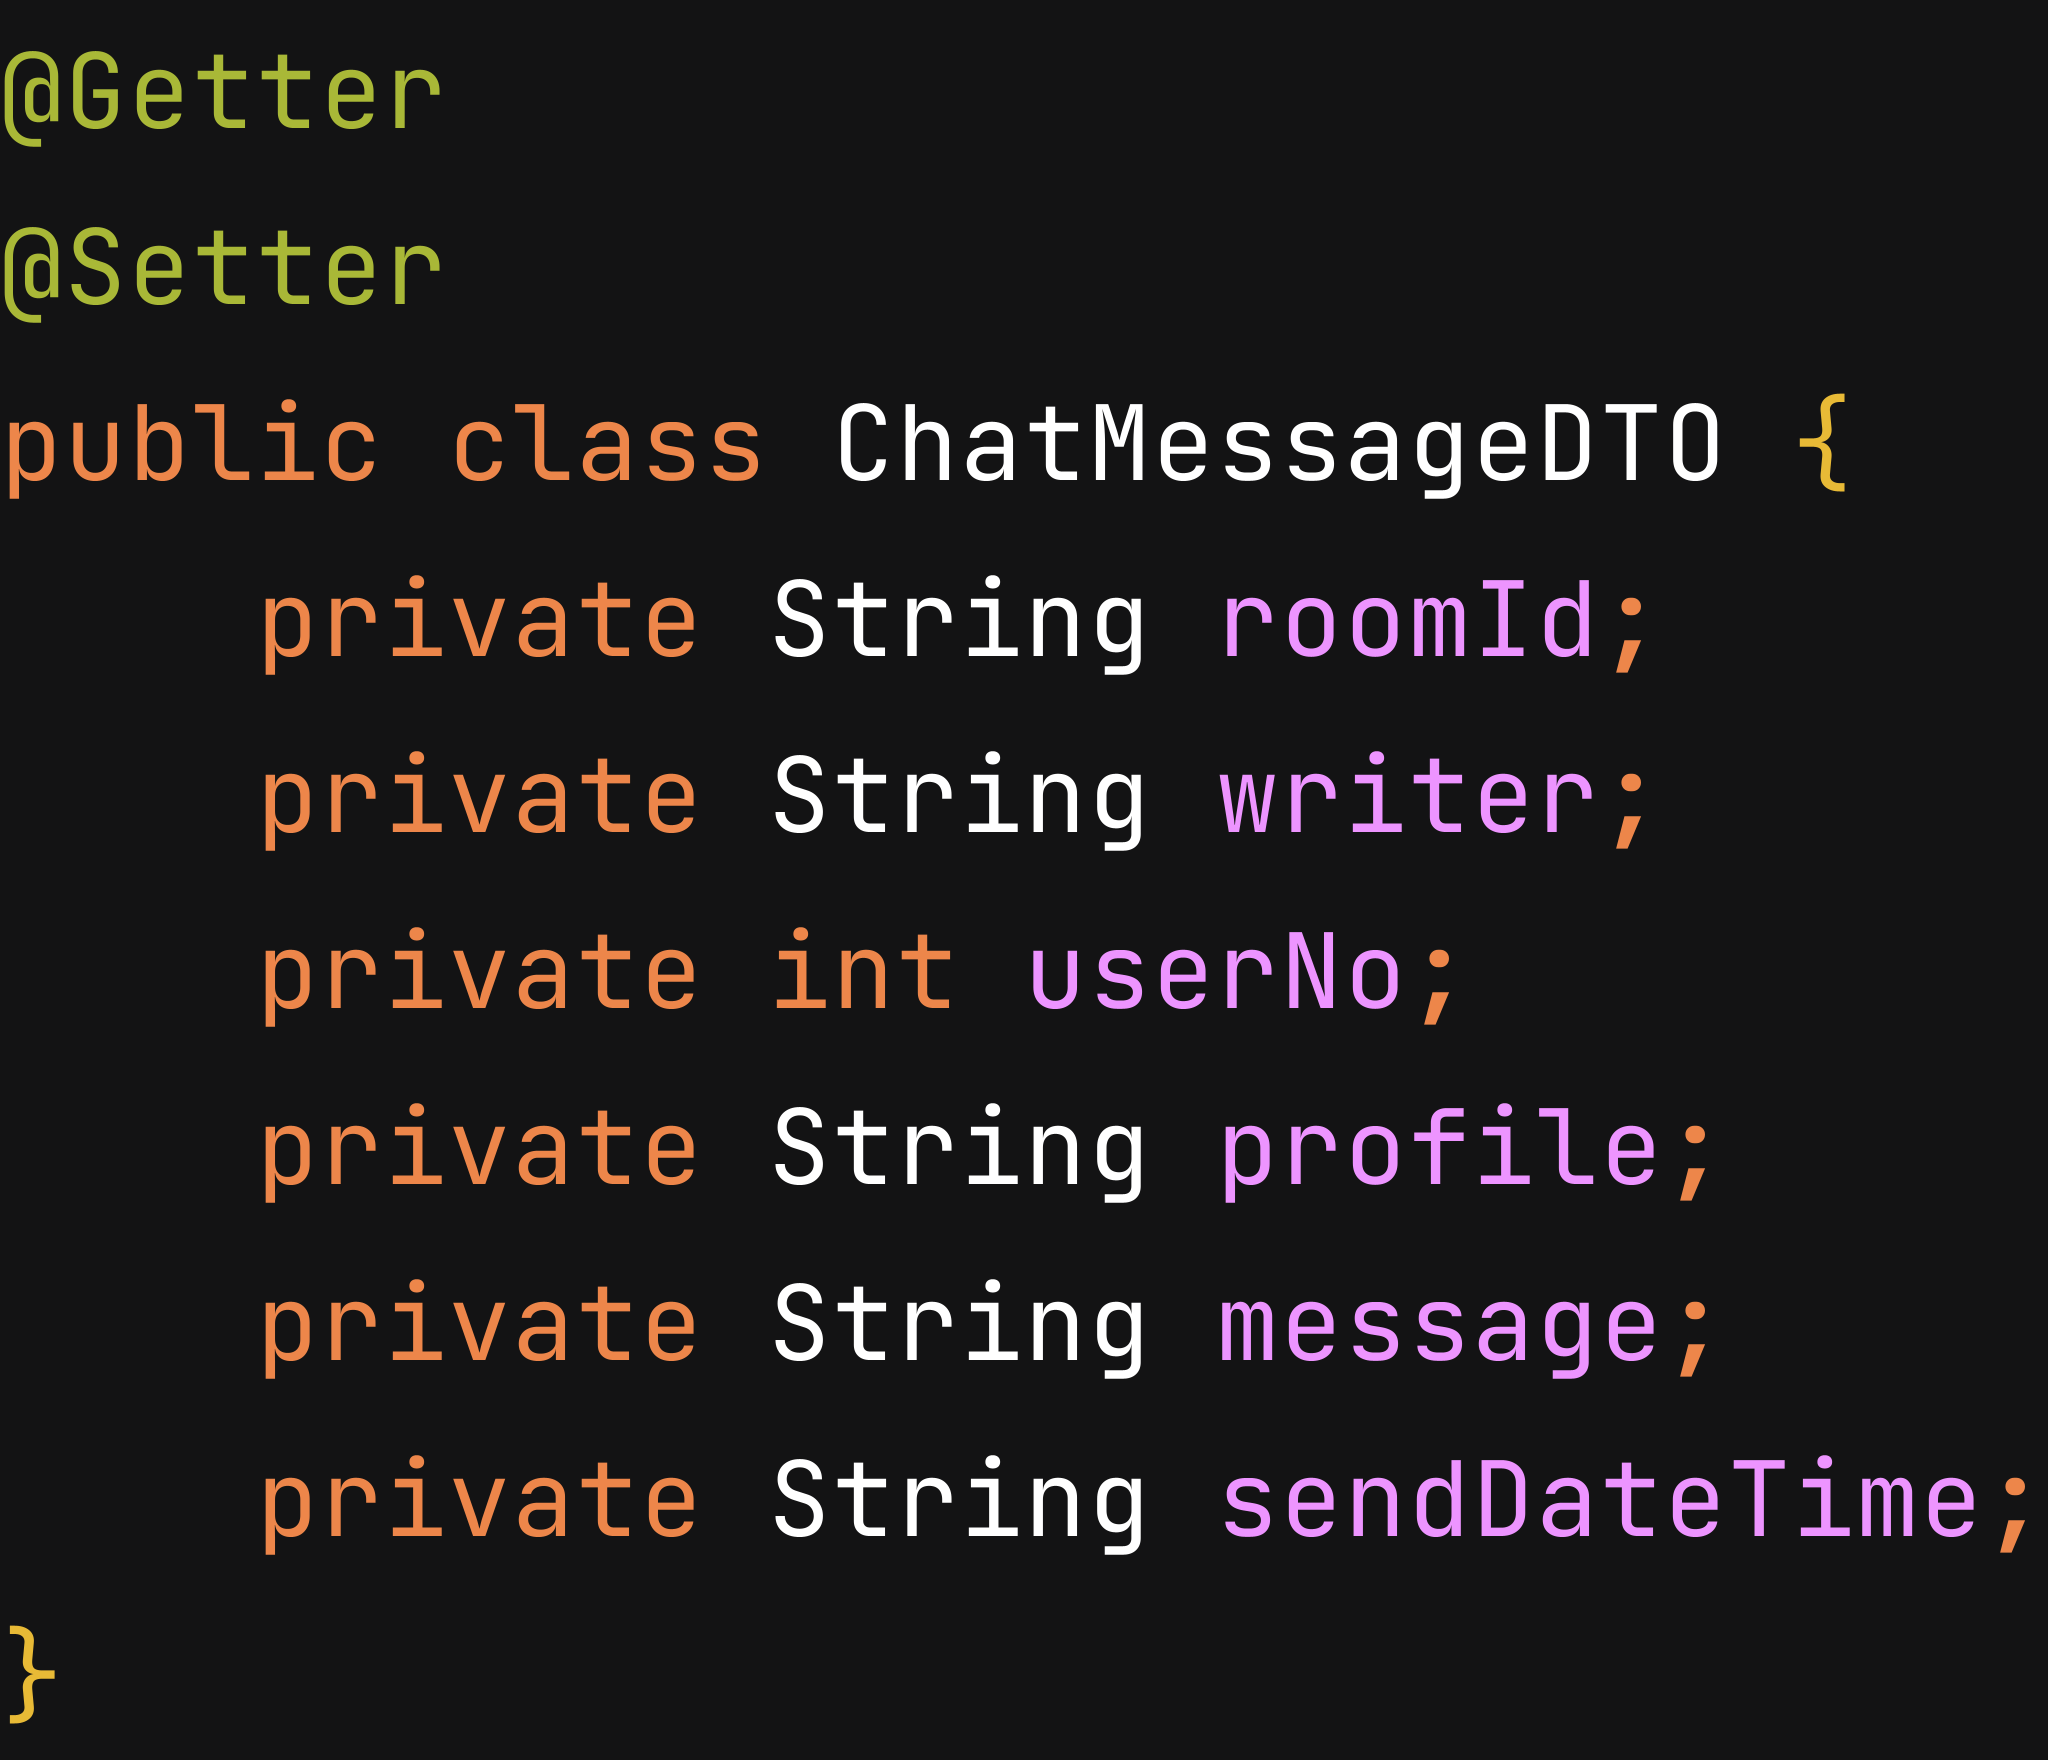 @Getter
@Setter
public class ChatMessageDTO {
    private String roomId;
    private String writer;
    private int userNo;
    private String profile;
    private String message;
    private String sendDateTime;
}